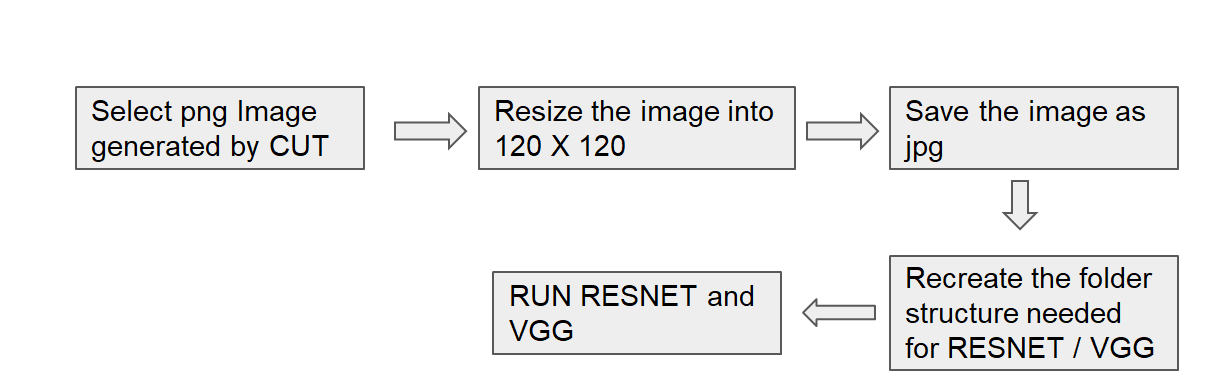 Select png Image
generated by CUT
Resize the image into
120 X 120
Save the image as
jpg
Recreate the folder
structure needed
for RESNET / VGG
RUN RESNET and
VGG